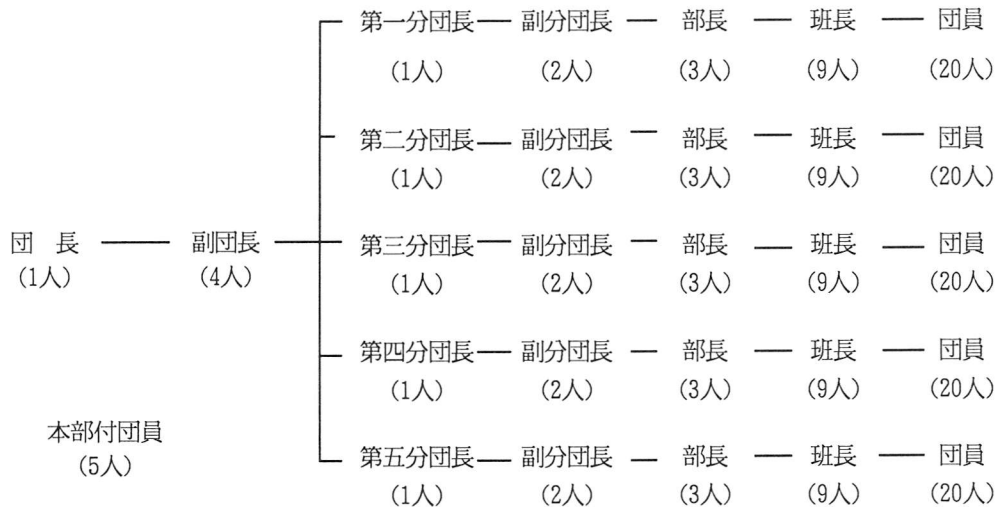 第一分団長 副分団長 部長 班長 団員
(1人) (2人) (3人) (9人) (20人)
第二分団長 副分団長 部長 班長 団員
(1人) (2人) (3人) (9人) (20人)
団 長 副団長 第三分団長 副分団長 部長 班長 団員
(1人) (4人) (1人) (2人) (3人) (9人) (20人)
第四分団長 副分団長 部長 班長 団員
(1人) (2人) (3人) (9人) (20人)
本部付団員
(5人)
第五分団長 副分団長 部長 班長 団員
(1人) (2人) (3人) (9人) (20人)